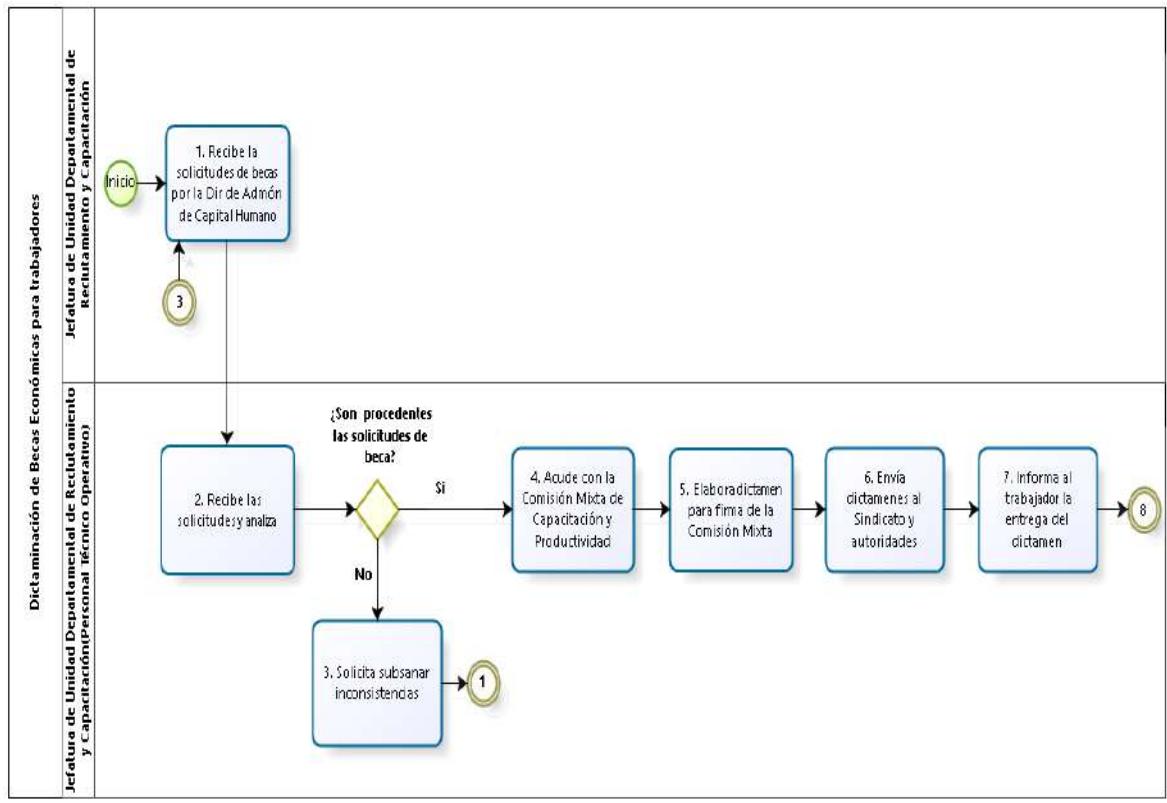 Dictaminación de Becas Económicas para trabajadores
Jefatura de Unidad Departamental de
Reclutamiento y Capacitación
Inicio
1. Recibe la
solicitudes de becas
por la Dir de Admón
de Capital Humano
3
Jefatura de Unidad Departamental de Reclutamiento
y Capacitación(Personal Técnico Operativo)
2. Recibe las
solicitudes y analiza
¿Son procedentes
las solicitudes de
beca?
Si
No
3. Solicita subsanar
inconsistencias
1
4. Acude con la
Comisión Mixta de
Capacitación y
Productividad
5. Elabora dictamen
para firma de la
Comisión Mixta
6. Envía
dictamenes al
Sindicato y
autoridades
7. Informa al
trabajador la
entrega del
dictamen
8